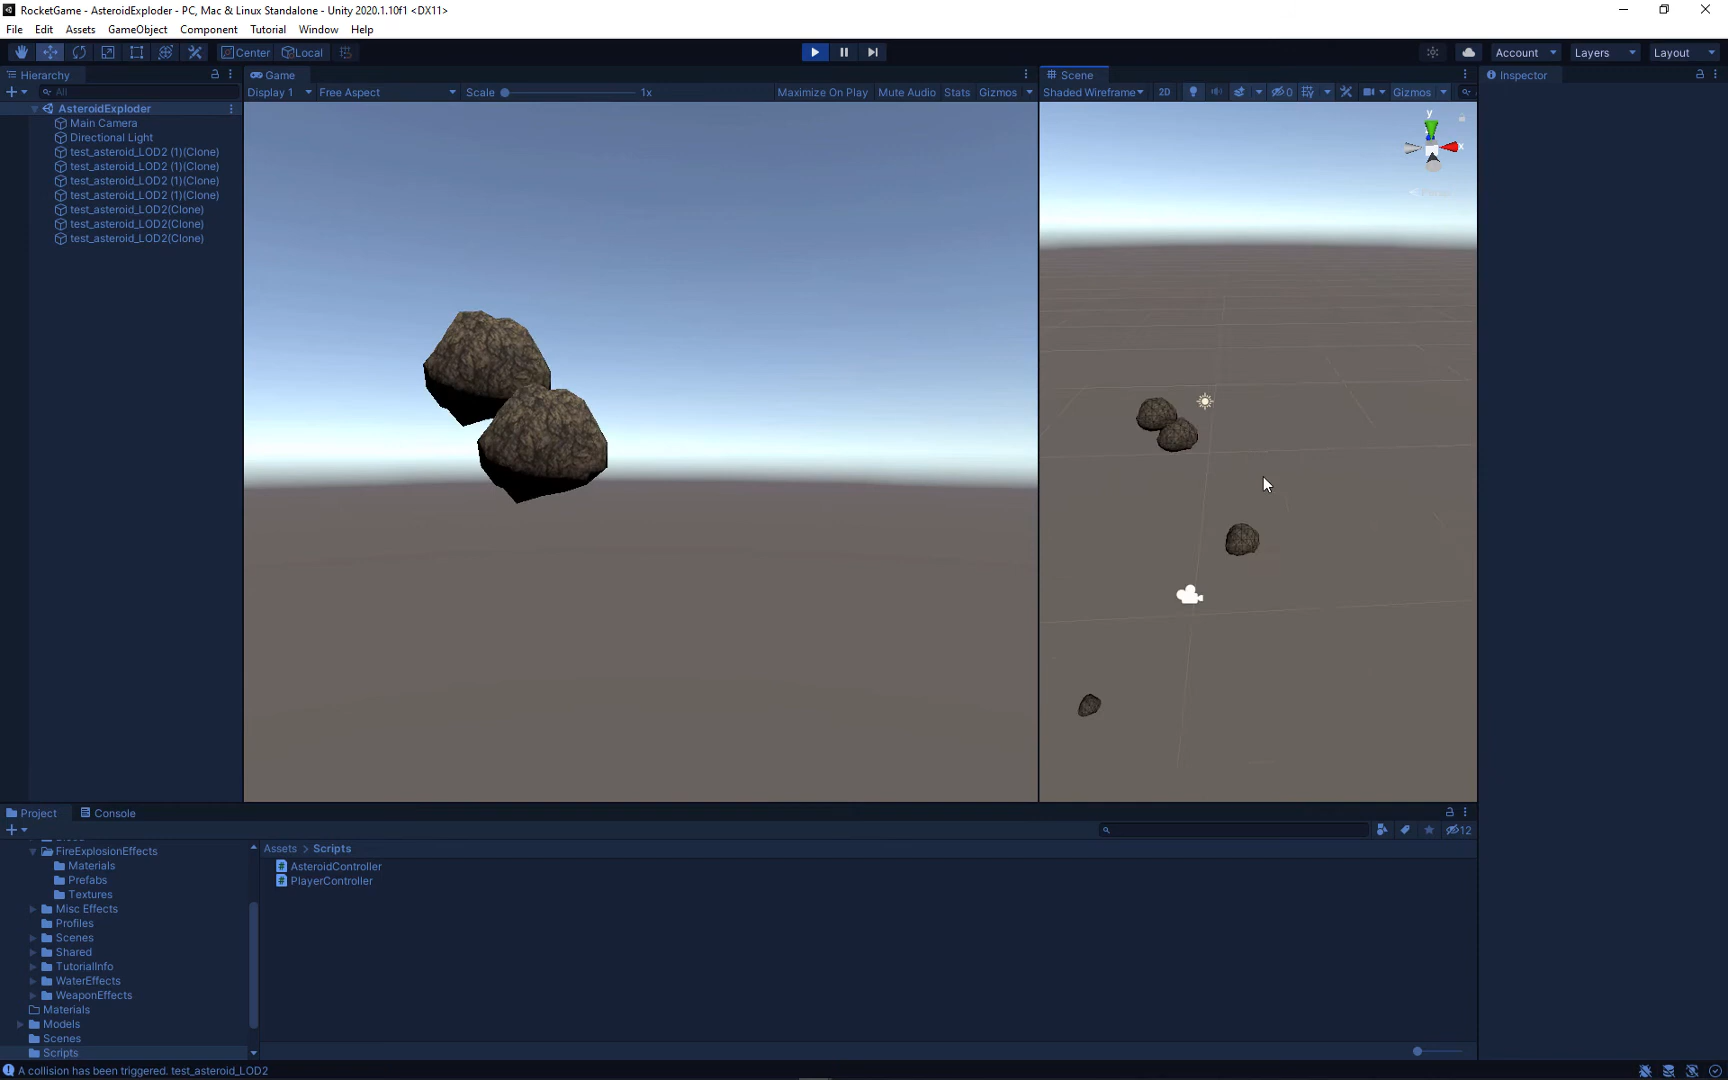 RocketGame - AsteroidExploder - PC, Mac & Linux Standalone - Unity 2020.1.10f1 <DX11>
File Edit Assets GameObject Component Tutorial Window Help
Center Local Account Layers Layout
Hierarchy
Game
Scene
Inspector
All
Display 1 Free Aspect Scale 1x Maximize On Play Mute Audio Stats Gizmos
Shaded Wireframe 2D 0 Gizmos
AsteroidExploder
Main Camera
Directional Light
test_asteroid_LOD2 (1)(Clone)
test_asteroid_LOD2 (1)(Clone)
test_asteroid_LOD2 (1)(Clone)
test_asteroid_LOD2 (1)(Clone)
test_asteroid_LOD2(Clone)
test_asteroid_LOD2(Clone)
test_asteroid_LOD2(Clone)
y
x
Project Console
12
FireExplosionEffects
Materials
Prefabs
Textures
Misc Effects
Profiles
Scenes
Shared
TutorialInfo
WaterEffects
WeaponEffects
Materials
Models
Scenes
Scripts
Assets > Scripts
AsteroidController
PlayerController
A collision has been triggered. test_asteroid_LOD2